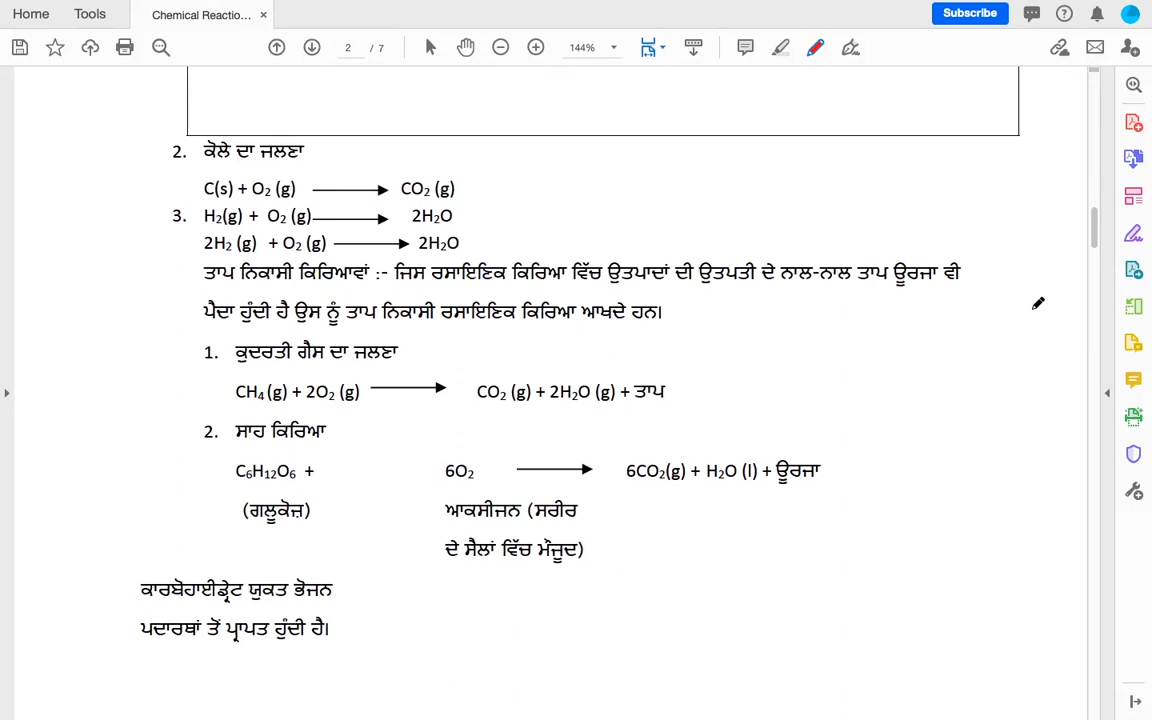 Home Tools Chemical Reactio... × Subscribe
2 / 7 144%
2. ਕੋਲੇ ਦਾ ਜਲਣਾ
C(s) + O₂ (g) ⟶ CO₂ (g)
3. H₂(g) + O₂ (g) ⟶ 2H₂O
2H₂ (g) + O₂ (g) ⟶ 2H₂O
ਤਾਪ ਨਿਕਾਸੀ ਕਿਰਿਆਵਾਂ :- ਜਿਸ ਰਸਾਇਣਿਕ ਕਿਰਿਆ ਵਿੱਚ ਉਤਪਾਦਾਂ ਦੀ ਉਤਪਤੀ ਦੇ ਨਾਲ-ਨਾਲ ਤਾਪ ਊਰਜਾ ਵੀ
ਪੈਦਾ ਹੁੰਦੀ ਹੈ ਉਸ ਨੂੰ ਤਾਪ ਨਿਕਾਸੀ ਰਸਾਇਣਿਕ ਕਿਰਿਆ ਆਖਦੇ ਹਨ।
1. ਕੁਦਰਤੀ ਗੈਸ ਦਾ ਜਲਣਾ
CH₄ (g) + 2O₂ (g) ⟶ CO₂ (g) + 2H₂O (g) + ਤਾਪ
2. ਸਾਹ ਕਿਰਿਆ
C₆H₁₂O₆ + 6O₂ ⟶ 6CO₂(g) + H₂O (l) + ਊਰਜਾ
(ਗਲੂਕੋਜ਼) ਆਕਸੀਜਨ (ਸਰੀਰ
ਦੇ ਸੈਲਾਂ ਵਿੱਚ ਮੌਜੂਦ)
ਕਾਰਬੋਹਾਈਡ੍ਰੇਟ ਯੁਕਤ ਭੋਜਨ
ਪਦਾਰਥਾਂ ਤੋਂ ਪ੍ਰਾਪਤ ਹੁੰਦੀ ਹੈ।